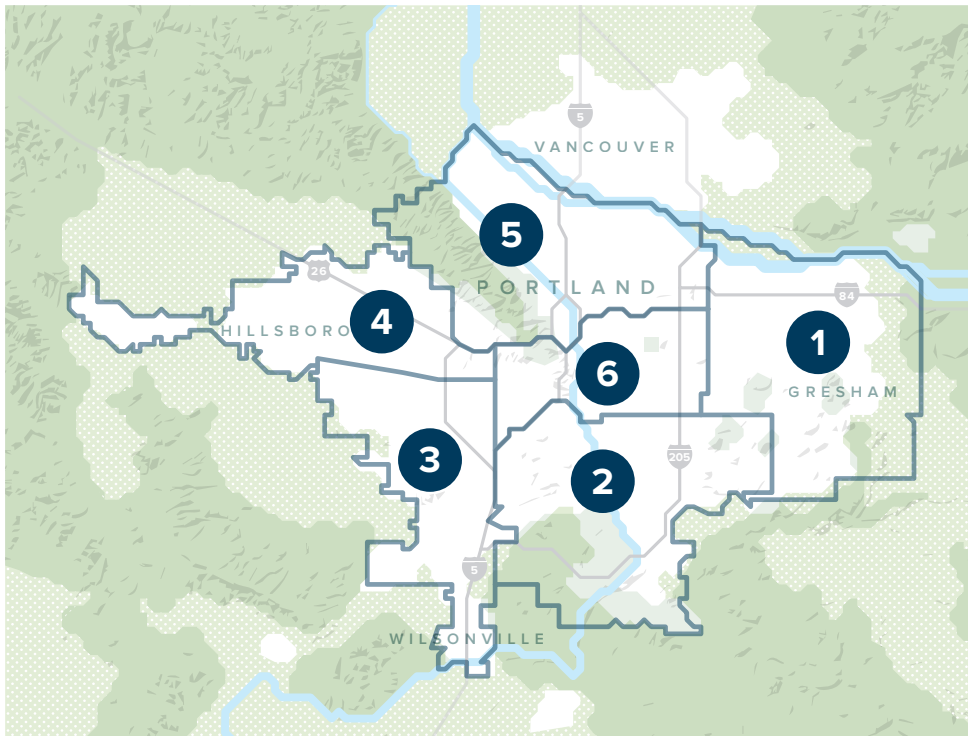 5
VANCOUVER
5
26
PORTLAND
84
HILLSBORO
4
1
6
GRESHAM
3
205
2
5
WILSONVILLE